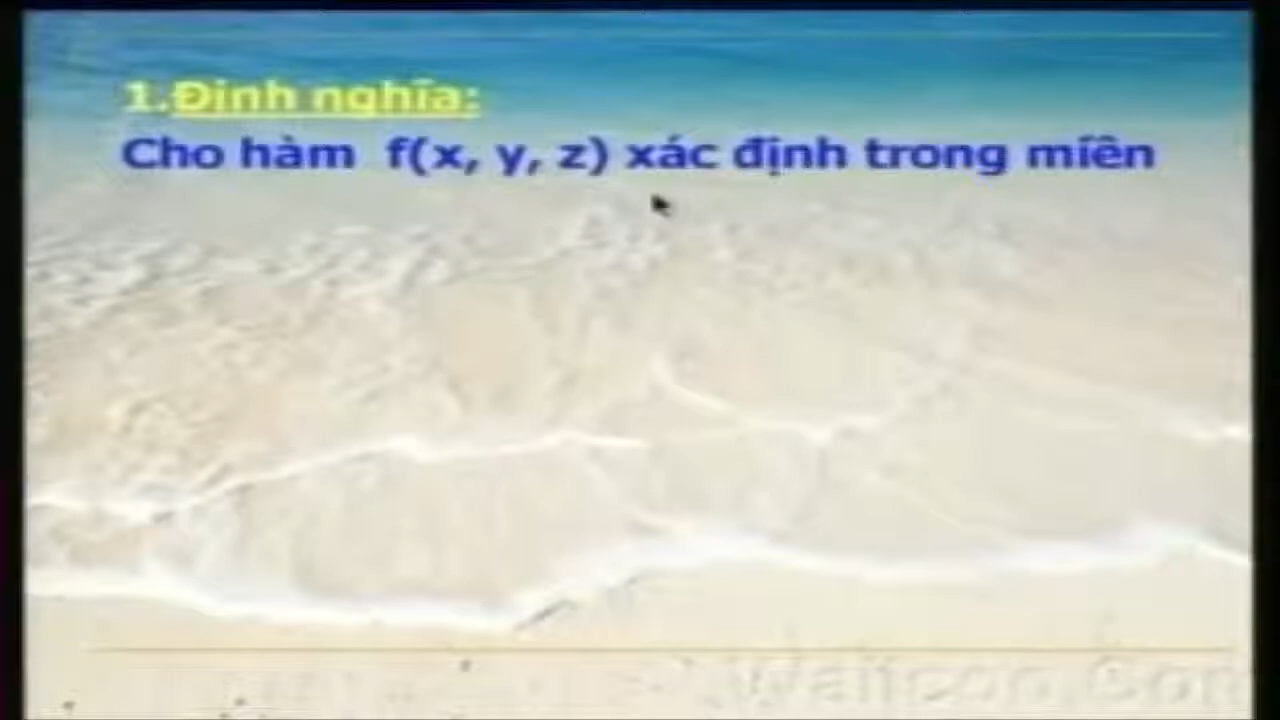 1.Định nghĩa:
Cho hàm f(x, y, z) xác định trong miền